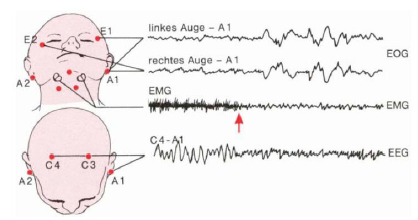 E2
E1
A2
A1
linkes Auge – A1
rechtes Auge – A1
EOG
EMG
EMG
C4-A1
EEG
C4
C3
A2
A1